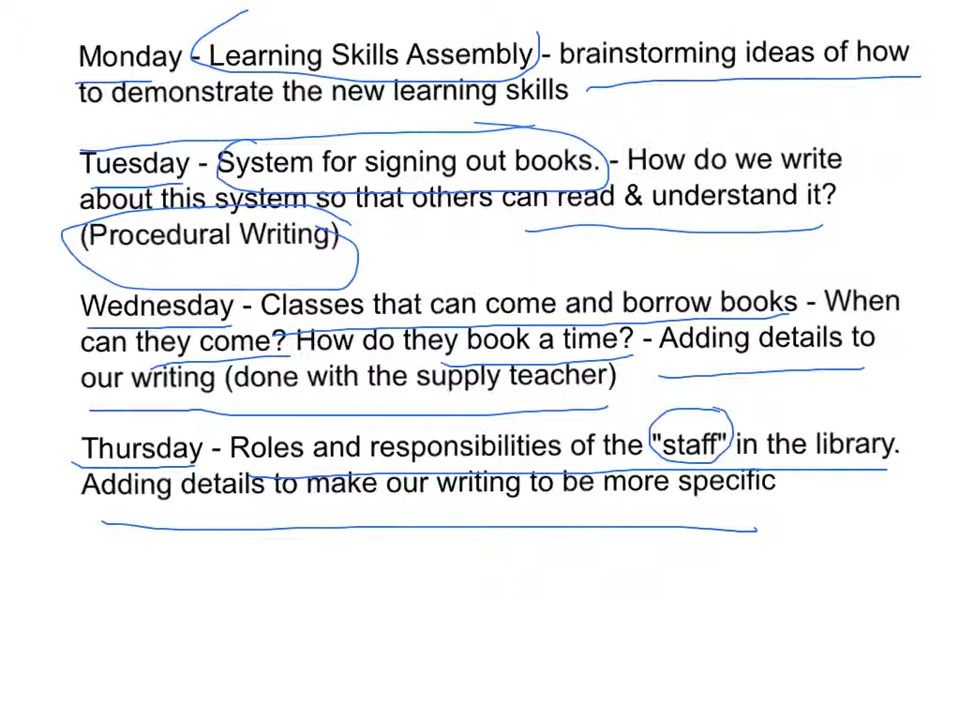 Monday - Learning Skills Assembly - brainstorming ideas of how
to demonstrate the new learning skills
Tuesday - System for signing out books. - How do we write
about this system so that others can read & understand it?
(Procedural Writing)
Wednesday - Classes that can come and borrow books - When
can they come? How do they book a time? - Adding details to
our writing (done with the supply teacher)
Thursday - Roles and responsibilities of the "staff" in the library.
Adding details to make our writing to be more specific